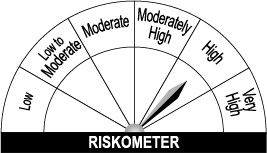 Low
Low to
Moderate
Moderate
Moderately
High
High
Very
High
RISKOMETER